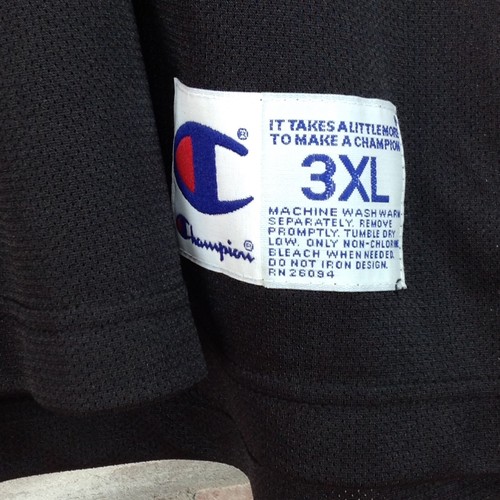 IT TAKES A LITTLE MORE
TO MAKE A CHAMPION
3XL
MACHINE WASH WARM
SEPARATELY. REMOVE
PROMPTLY. TUMBLE DRY
LOW. ONLY NON-CHLORINE
BLEACH WHEN NEEDED.
DO NOT IRON DESIGN.
RN 26094
C®
Champion®